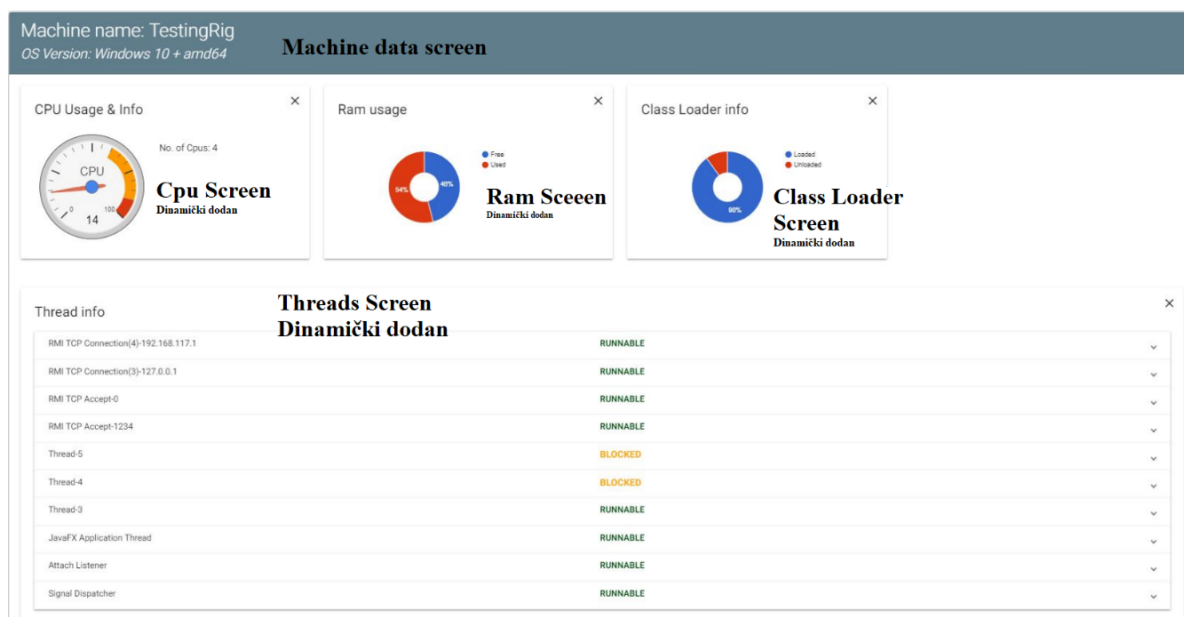 Machine name: TestingRig
OS Version: Windows 10 + amd64
Machine data screen
CPU Usage & Info
×
No. of Cpus: 4
CPU
0
100
14
Cpu Screen
Dinamički dodan
Ram usage
×
Free
Used
54%
46%
Ram Sceeen
Dinamički dodan
Class Loader info
×
Loaded
Unloaded
90%
Class Loader
Screen
Dinamički dodan
Thread info
×
Threads Screen
Dinamički dodan
RMI TCP Connection(4)-192.168.117.1 RUNNABLE
RMI TCP Connection(3)-127.0.0.1 RUNNABLE
RMI TCP Accept-0 RUNNABLE
RMI TCP Accept-1234 RUNNABLE
Thread-5 BLOCKED
Thread-4 BLOCKED
Thread-3 RUNNABLE
JavaFX Application Thread RUNNABLE
Attach Listener RUNNABLE
Signal Dispatcher RUNNABLE